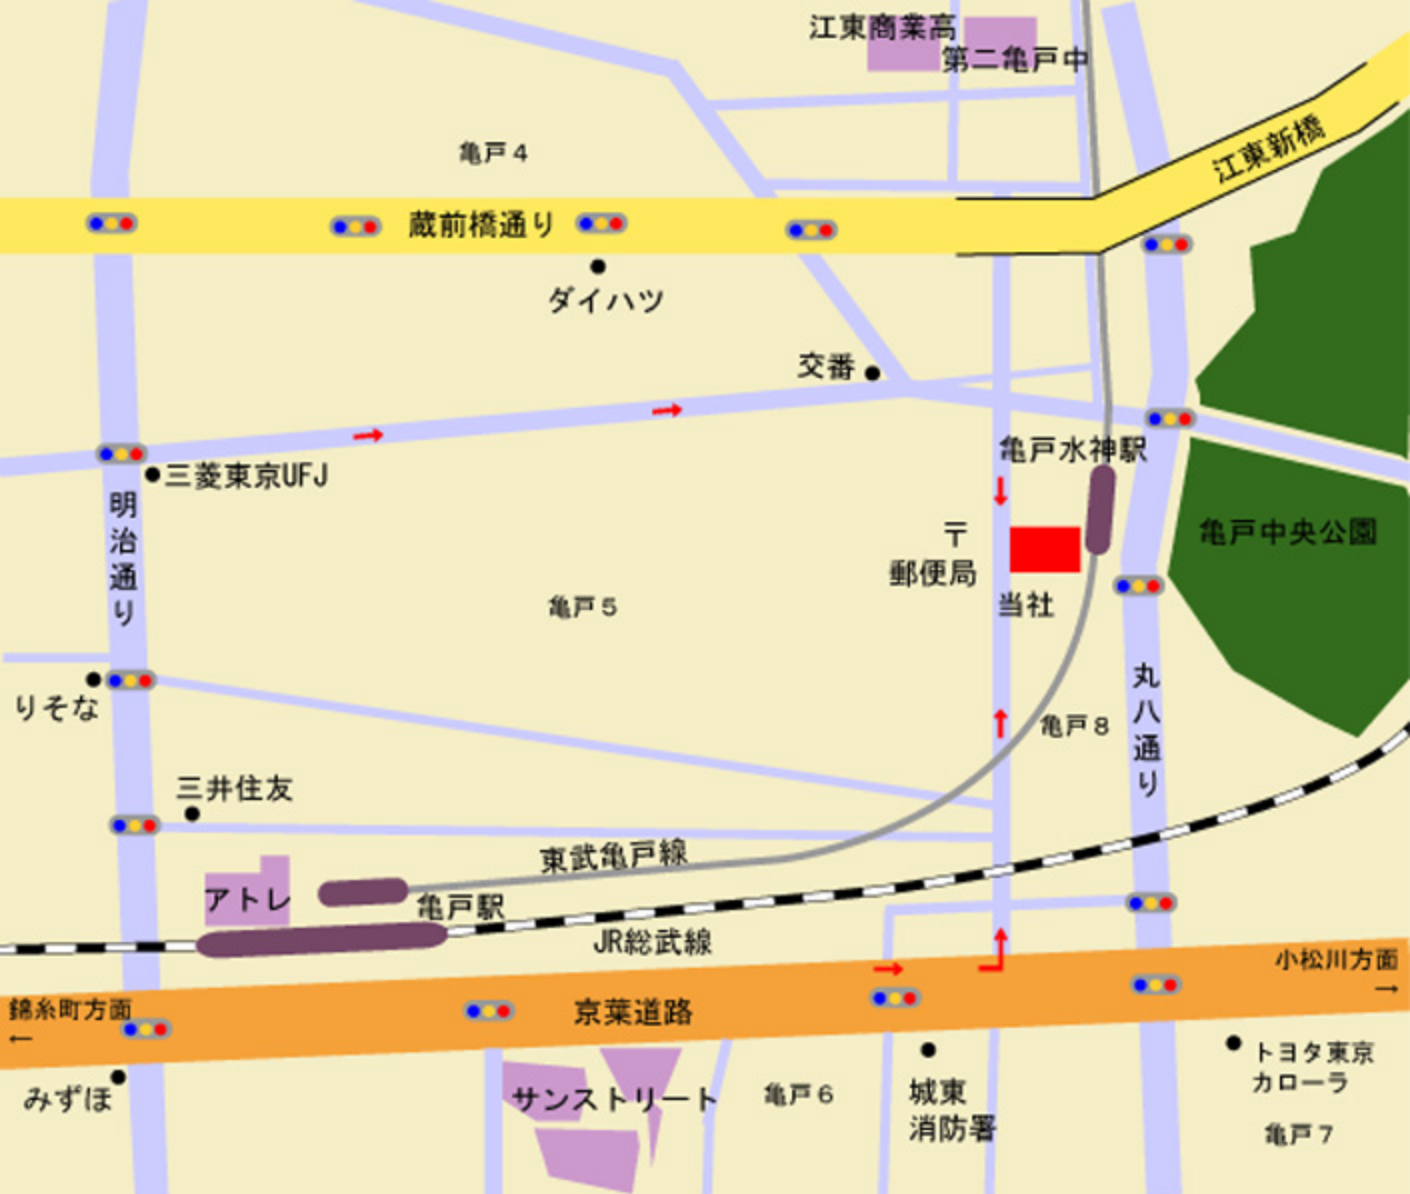 江東商業高
第二亀戸中
江東新橋
亀戸4
蔵前橋通り
ダイハツ
交番
亀戸水神駅
三菱東京UFJ
明治通り
〒
郵便局
亀戸中央公園
当社
亀戸5
りそな
丸八通り
亀戸8
三井住友
東武亀戸線
アトレ
亀戸駅
JR総武線
小松川方面
→
錦糸町方面
←
京葉道路
みずほ
サンストリート
亀戸6
城東
消防署
トヨタ東京
カローラ
亀戸7